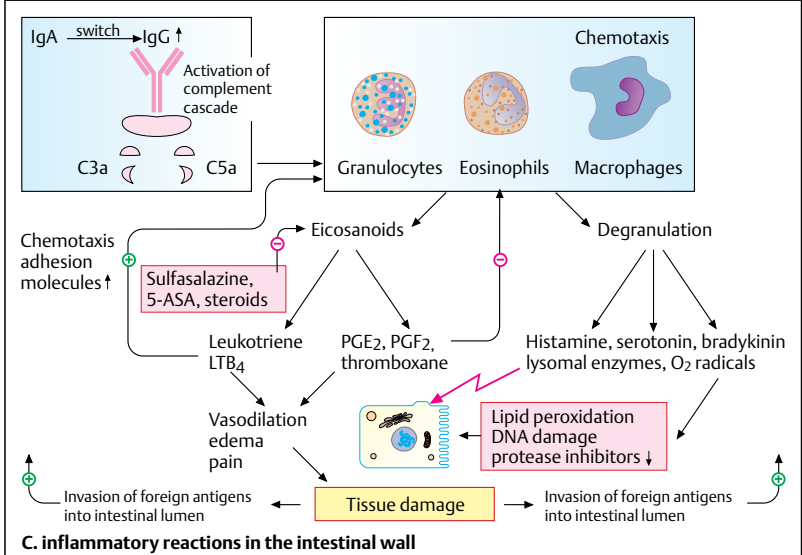 IgA switch IgG ↑
Activation of
complement
cascade
C3a C5a
Chemotaxis
Granulocytes Eosinophils Macrophages
Chemotaxis
adhesion
molecules ↑
+
Sulfasalazine,
5-ASA, steroids
−
Eicosanoids
−
Degranulation
Leukotriene
LTB4
PGE2, PGF2,
thromboxane
Histamine, serotonin, bradykinin
lysomal enzymes, O2 radicals
Vasodilation
edema
pain
Lipid peroxidation
DNA damage
protease inhibitors ↓
+
Invasion of foreign antigens
into intestinal lumen
Tissue damage
Invasion of foreign antigens
into intestinal lumen
+
C. inflammatory reactions in the intestinal wall